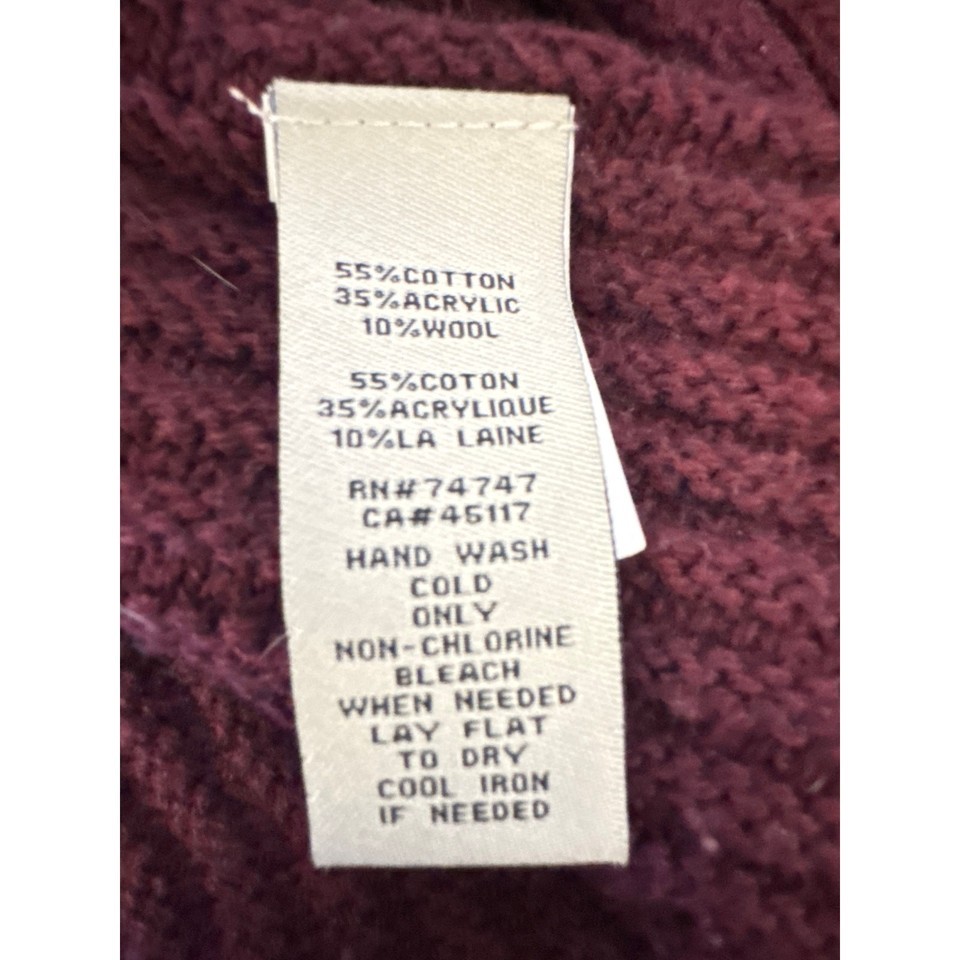 55%COTTON
35%ACRYLIC
10%WOOL
55%COTON
35%ACRYLIQUE
10%LA LAINE
RN#74747
CA#45117
HAND WASH
COLD
ONLY
NON-CHLORINE
BLEACH
WHEN NEEDED
LAY FLAT
TO DRY
COOL IRON
IF NEEDED